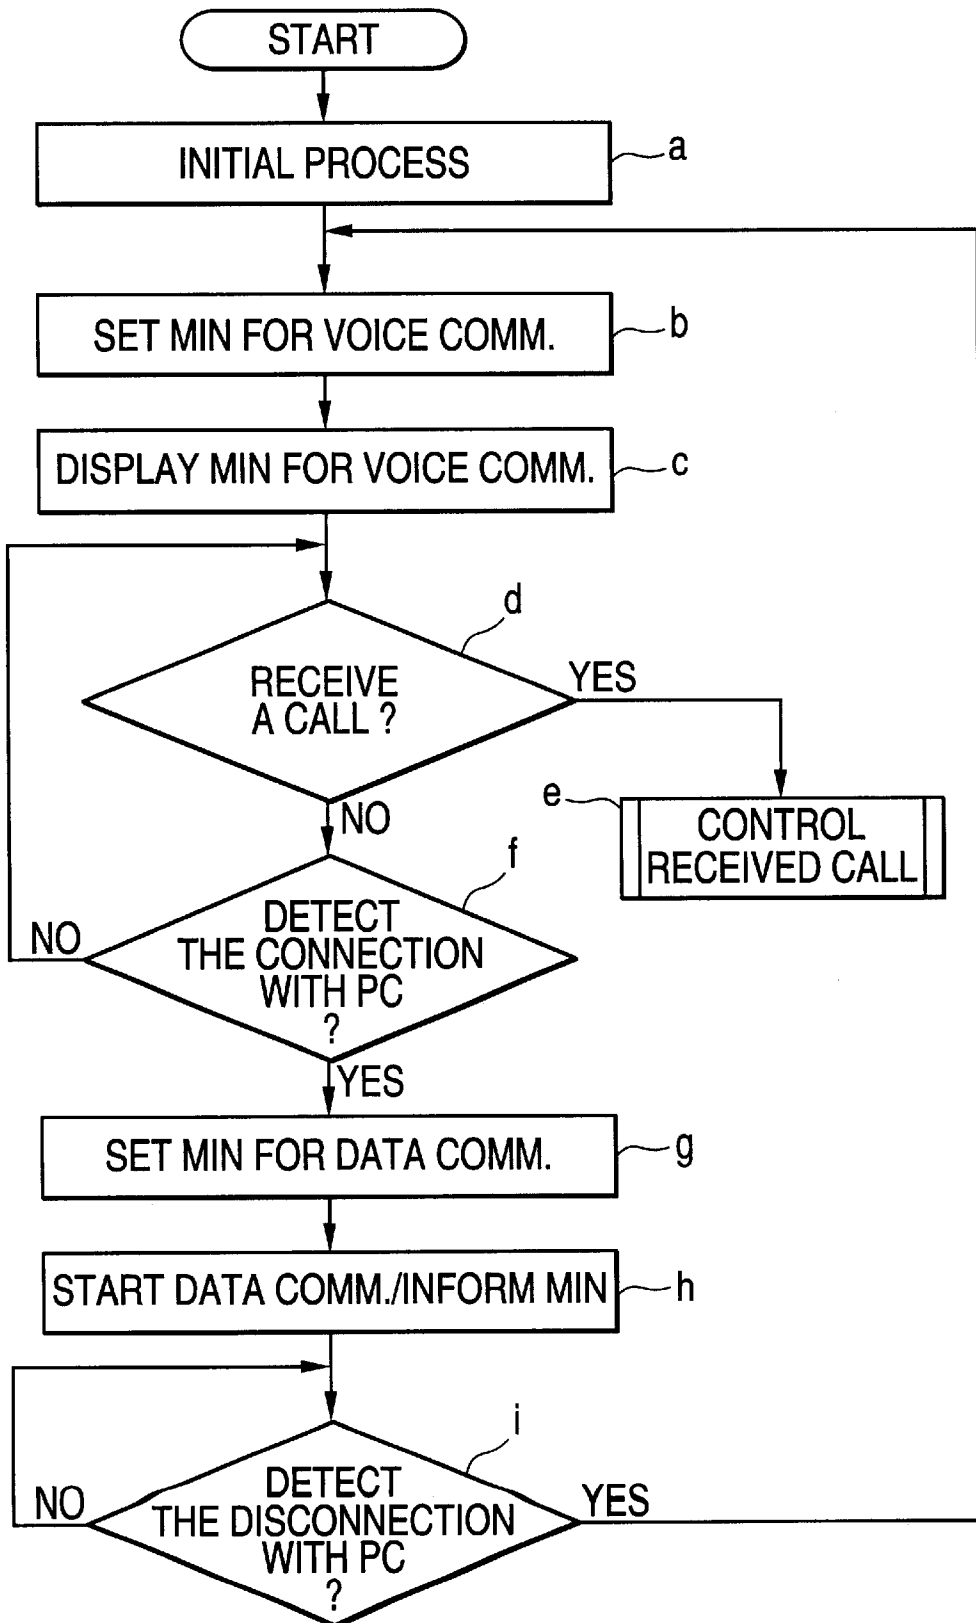 START
INITIAL PROCESS
a
SET MIN FOR VOICE COMM.
b
DISPLAY MIN FOR VOICE COMM.
c
d
RECEIVE
A CALL ?
YES
NO
e
CONTROL
RECEIVED CALL
f
DETECT
THE CONNECTION
WITH PC
?
NO
YES
SET MIN FOR DATA COMM.
g
START DATA COMM./INFORM MIN
h
i
DETECT
THE DISCONNECTION
WITH PC
?
NO
YES